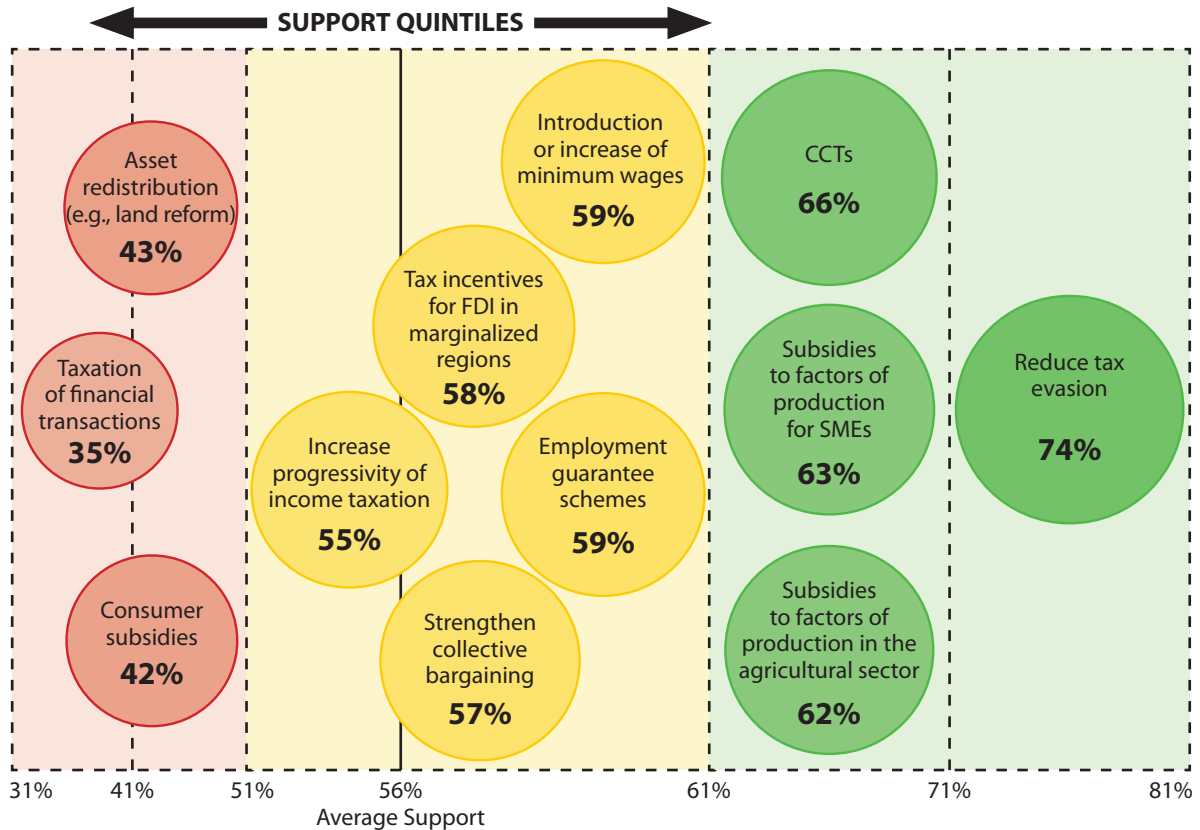 SUPPORT QUINTILES
Asset
redistribution
(e.g., land reform)
43%
Taxation
of financial
transactions
35%
Consumer
subsidies
42%
Introduction
or increase of
minimum wages
59%
Tax incentives
for FDI in
marginalized
regions
58%
Increase
progressivity of
income taxation
55%
Employment
guarantee
schemes
59%
Strengthen
collective
bargaining
57%
CCTs
66%
Subsidies
to factors of
production
for SMEs
63%
Subsidies
to factors of
production in the
agricultural sector
62%
Reduce tax
evasion
74%
31% 41% 51% 56% 61% 71% 81%
Average Support